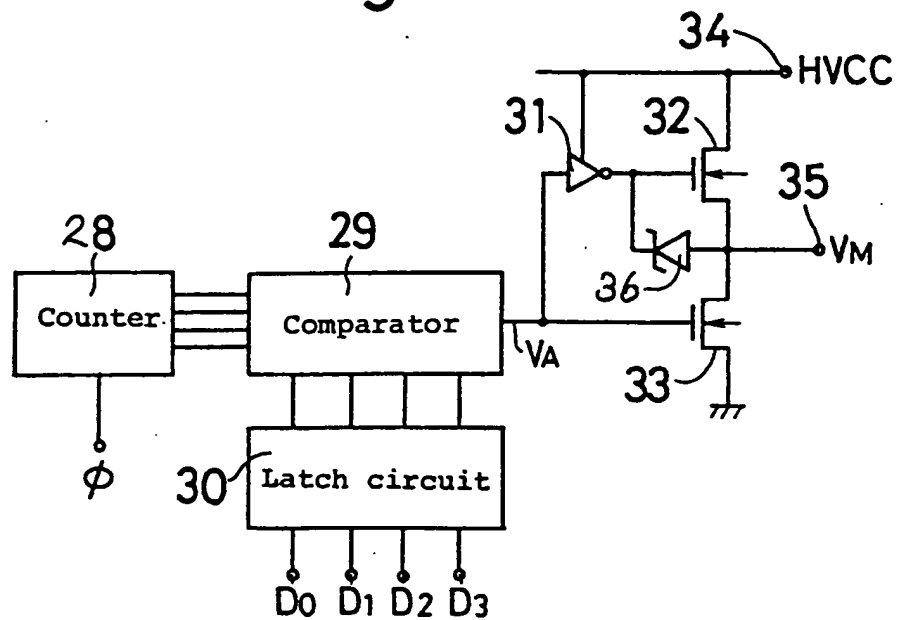 g
34
HVCC
31
32
35
VM
28
29
36
Counter
Comparator
VA
33
φ
30
Latch circuit
D0 D1 D2 D3